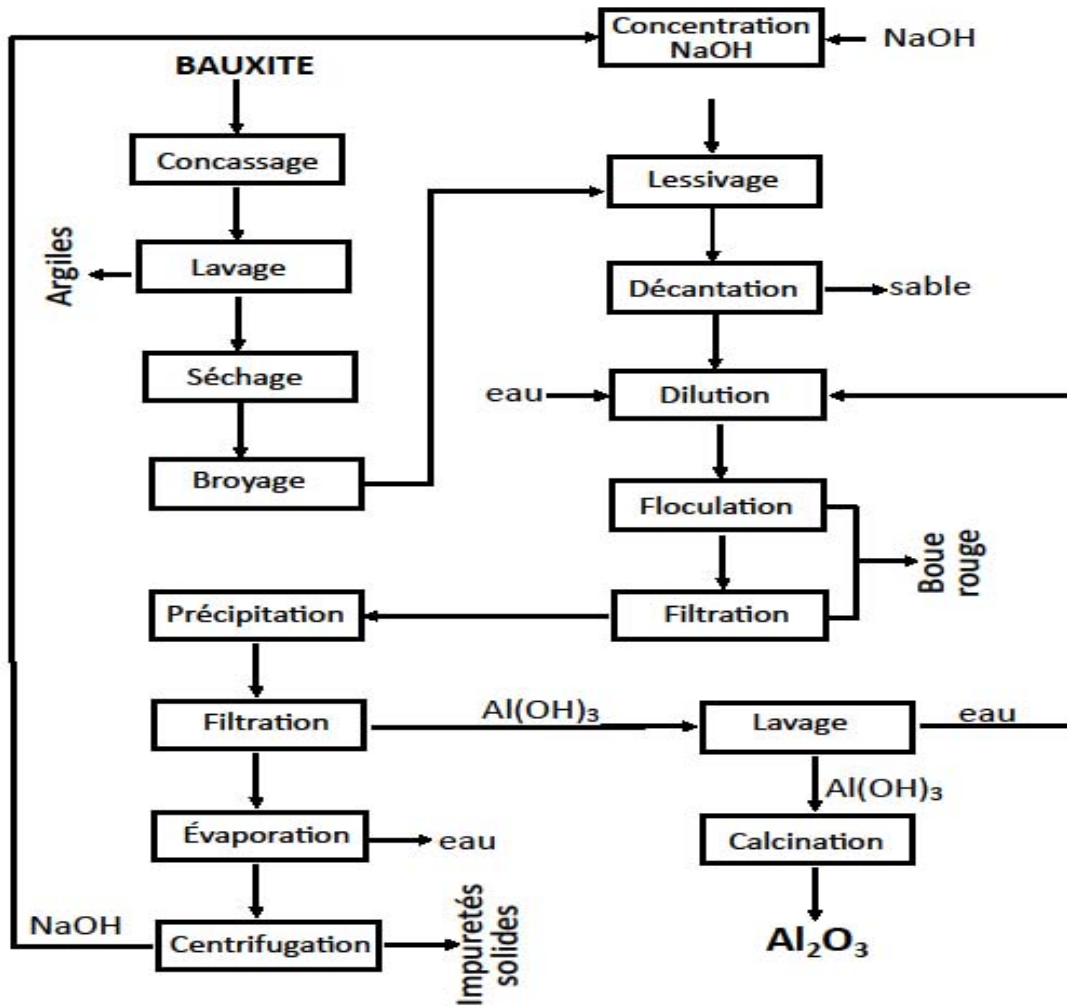 Concentration
NaOH
NaOH
BAUXITE
Concassage
Lessivage
Argiles
Lavage
Décantation
sable
Séchage
eau
Dilution
Broyage
Floculation
Boue
rouge
Précipitation
Filtration
Filtration
Al(OH)₃
Lavage
eau
Al(OH)₃
Évaporation
eau
Calcination
NaOH
Centrifugation
Impuretés
solides
Al₂O₃